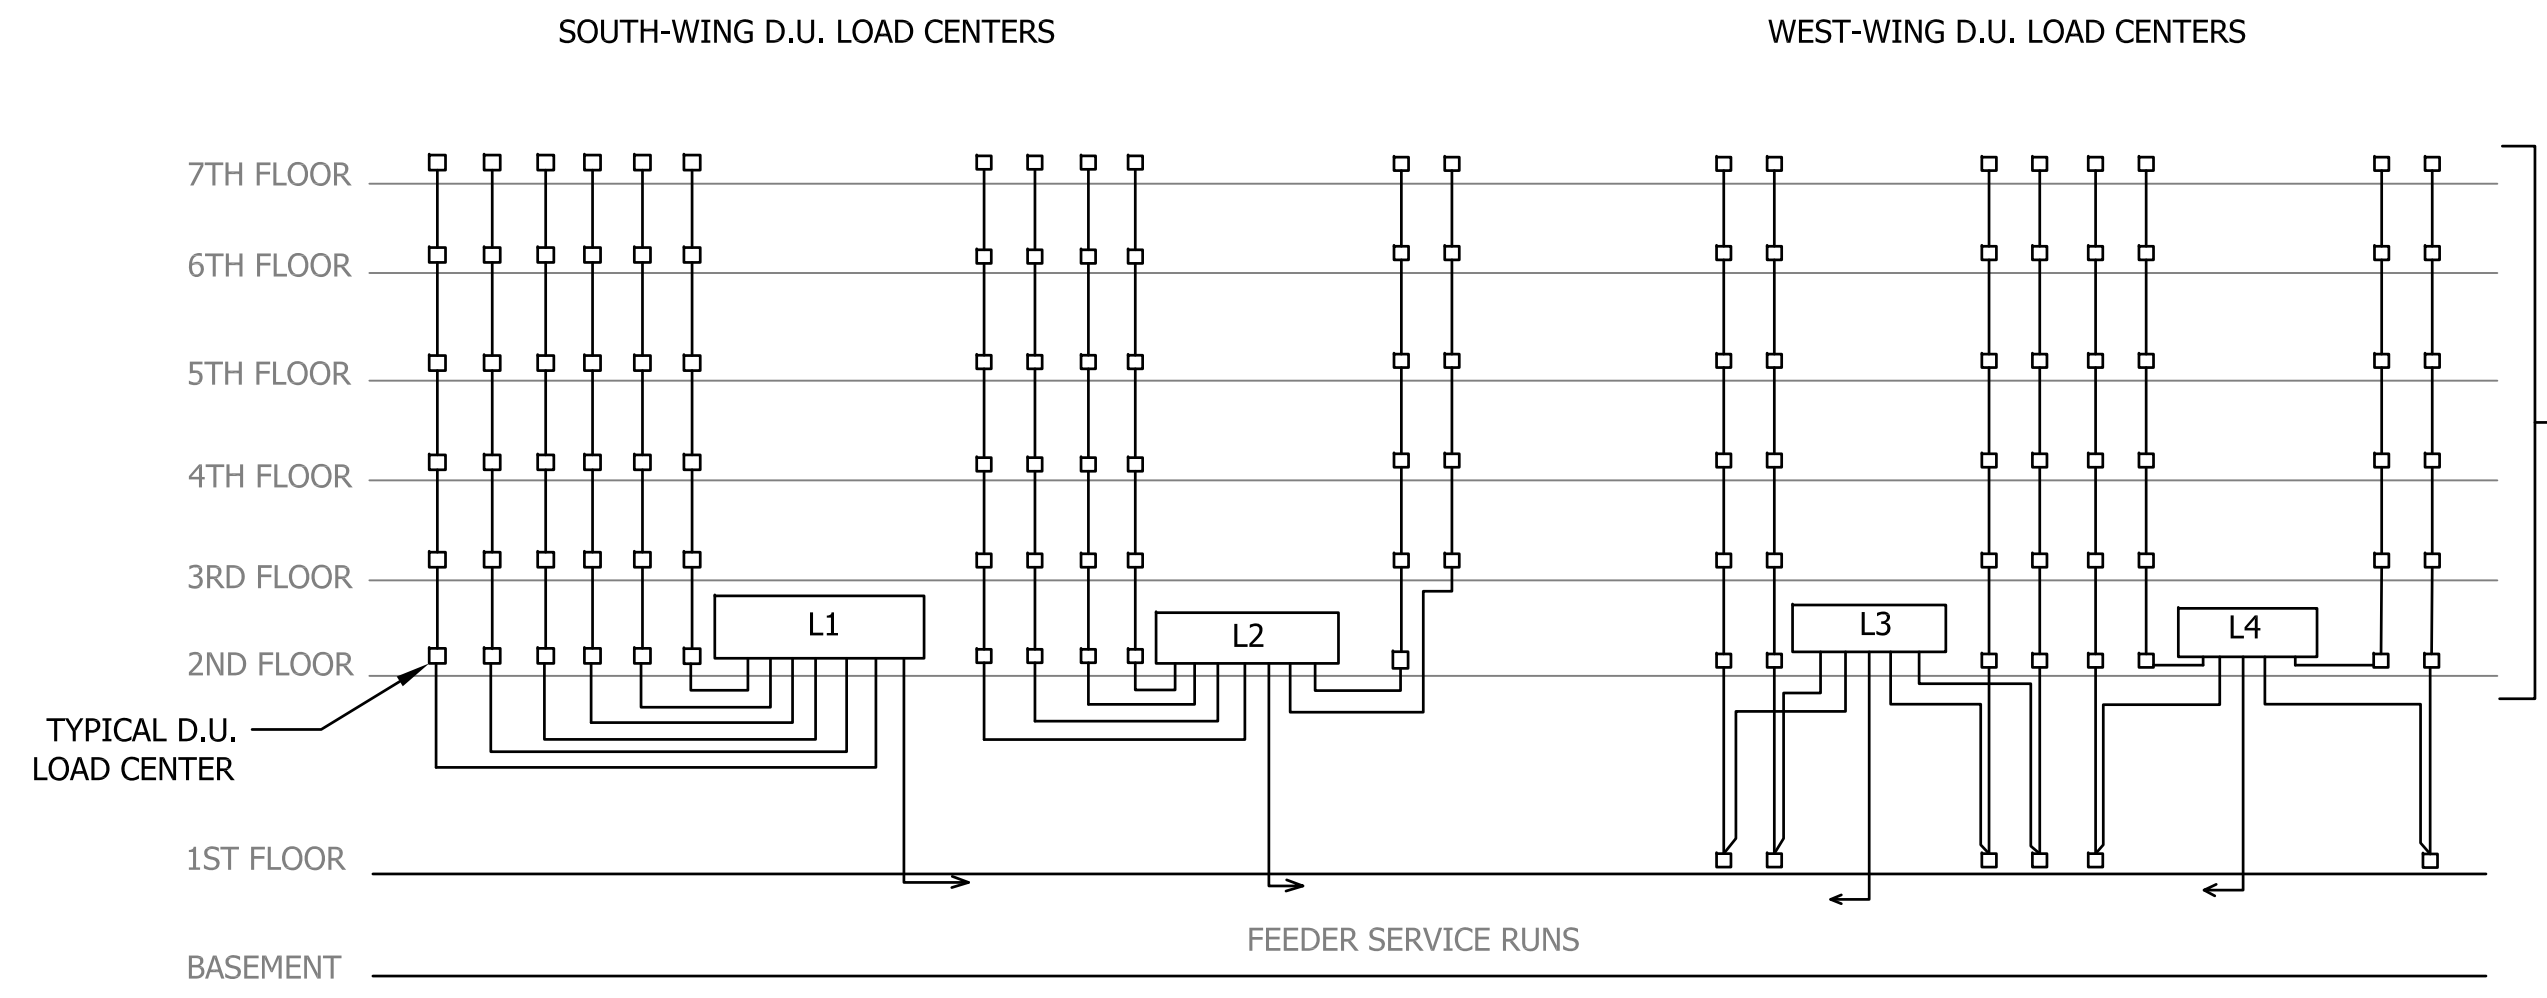 SOUTH-WING D.U. LOAD CENTERS
WEST-WING D.U. LOAD CENTERS
7TH FLOOR
6TH FLOOR
5TH FLOOR
4TH FLOOR
3RD FLOOR
L1
L2
L3
L4
2ND FLOOR
TYPICAL D.U.
LOAD CENTER
1ST FLOOR
FEEDER SERVICE RUNS
BASEMENT